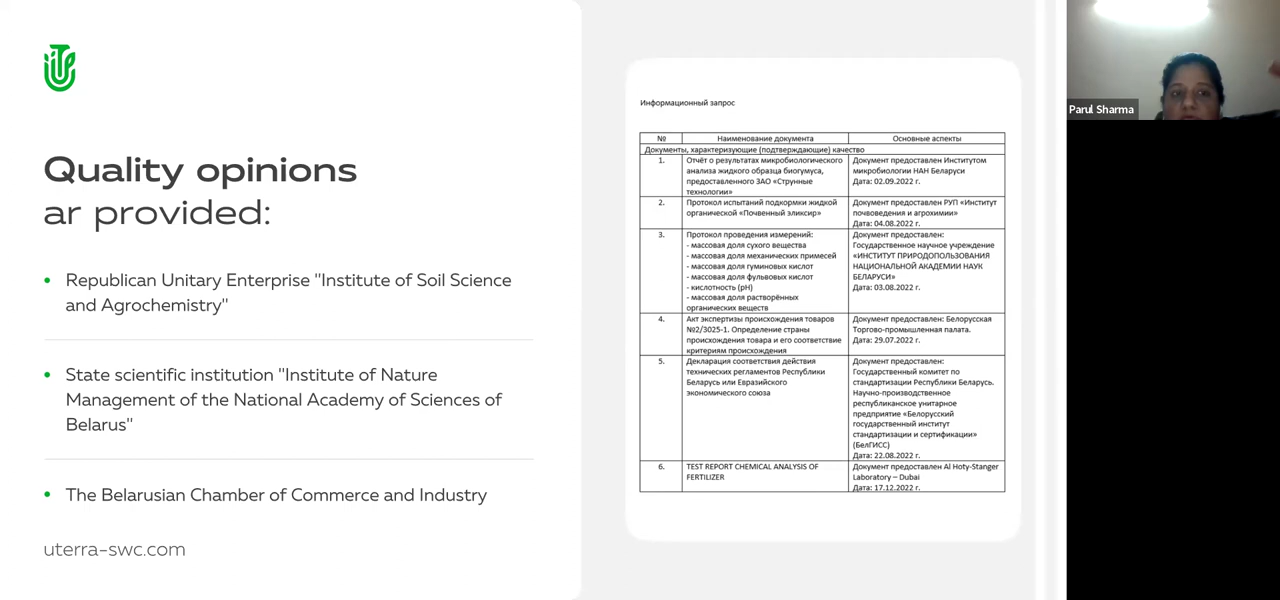 Quality opinions
ar provided:
• Republican Unitary Enterprise "Institute of Soil Science
and Agrochemistry"
• State scientific institution "Institute of Nature
Management of the National Academy of Sciences of
Belarus"
• The Belarusian Chamber of Commerce and Industry
uterra-swc.com
Информационный запрос
№ Наименование документа Основные аспекты
Документы, характеризующие (подтверждающие) качество
1. Отчёт о результатах микробиологического
анализа жидкого образца биогумуса,
предоставленного ЗАО «Струнные
технологии»
Документ предоставлен Институтом
микробиологии НАН Беларуси
Дата: 02.09.2022 г.
2. Протокол испытаний подкормки жидкой
органической «Почвенный эликсир»
Документ предоставлен РУП «Институт
почвоведения и агрохимии»
Дата: 04.08.2022 г.
3. Протокол проведения измерений:
- массовая доля сухого вещества
- массовая доля механических примесей
- массовая доля гуминовых кислот
- массовая доля фульвовых кислот
- кислотность (pH)
- массовая доля растворённых
органических веществ
Документ предоставлен:
Государственное научное учреждение
«ИНСТИТУТ ПРИРОДОПОЛЬЗОВАНИЯ
НАЦИОНАЛЬНОЙ АКАДЕМИИ НАУК
БЕЛАРУСИ»
Дата: 03.08.2022 г.
4. Акт экспертизы происхождения товаров
№2/3025-1. Определение страны
происхождения товара и его соответствие
критериям происхождения
Документ предоставлен: Белорусская
Торгово-промышленная палата.
Дата: 29.07.2022 г.
5. Декларация соответствия действия
технических регламентов Республики
Беларусь или Евразийского
экономического союза
Документ предоставлен:
Государственный комитет по
стандартизации Республики Беларусь.
Научно-производственное
республиканское унитарное
предприятие «Белорусский
государственный институт
стандартизации и сертификации»
(БелГИСС)
Дата: 22.08.2022 г.
6. TEST REPORT CHEMICAL ANALYSIS OF
FERTILIZER
Документ предоставлен Al Hoty-Stanger
Laboratory – Dubai
Дата: 17.12.2022 г.
Parul Sharma